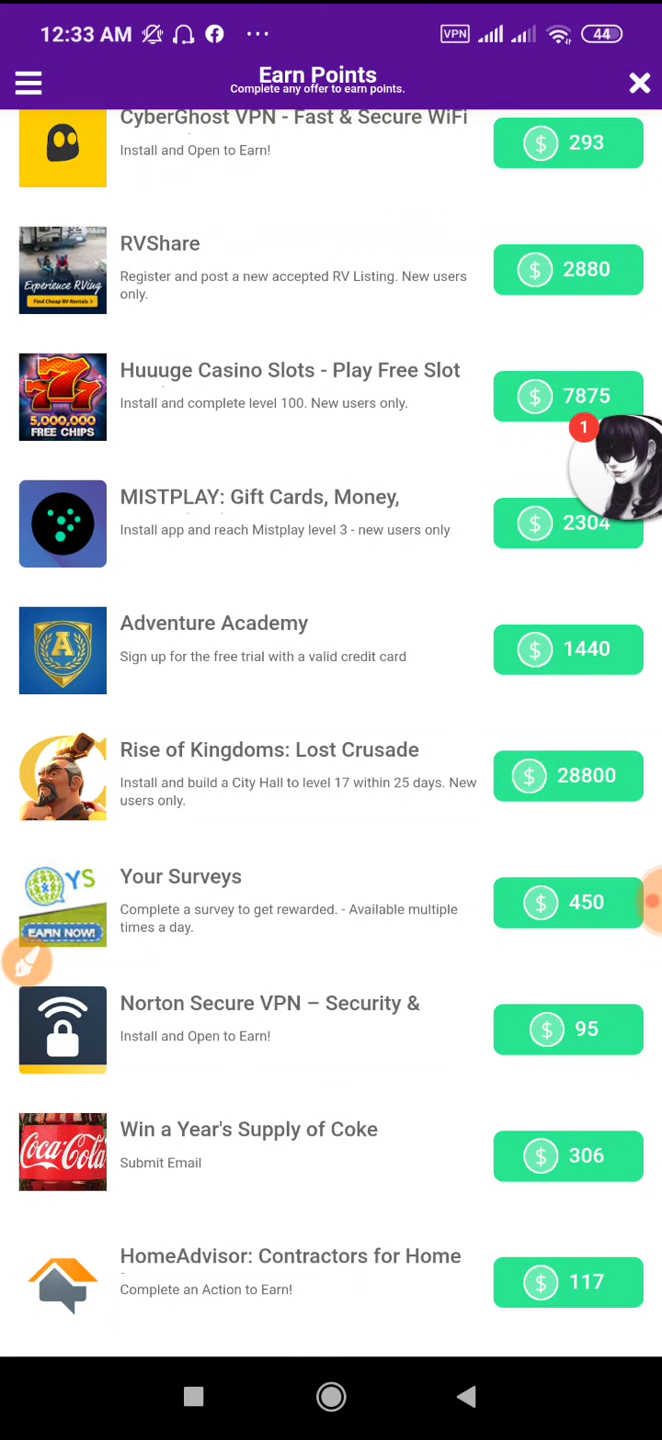 12:33 AM
VPN
44
Earn Points
Complete any offer to earn points.
CyberGhost VPN - Fast & Secure WiFi
Install and Open to Earn!
$ 293
RVShare
Register and post a new accepted RV Listing. New users
only.
Experience RVing
Find Cheap RV Rentals >
$ 2880
Huuuge Casino Slots - Play Free Slot
Install and complete level 100. New users only.
777
5,000,000
FREE CHIPS
$ 7875
1
MISTPLAY: Gift Cards, Money,
Install app and reach Mistplay level 3 - new users only
$ 2304
Adventure Academy
Sign up for the free trial with a valid credit card
A
$ 1440
Rise of Kingdoms: Lost Crusade
Install and build a City Hall to level 17 within 25 days. New
users only.
$ 28800
Your Surveys
Complete a survey to get rewarded. - Available multiple
times a day.
YS
EARN NOW!
$ 450
Norton Secure VPN – Security &
Install and Open to Earn!
$ 95
Win a Year's Supply of Coke
Submit Email
Coca-Cola
$ 306
HomeAdvisor: Contractors for Home
Complete an Action to Earn!
$ 117